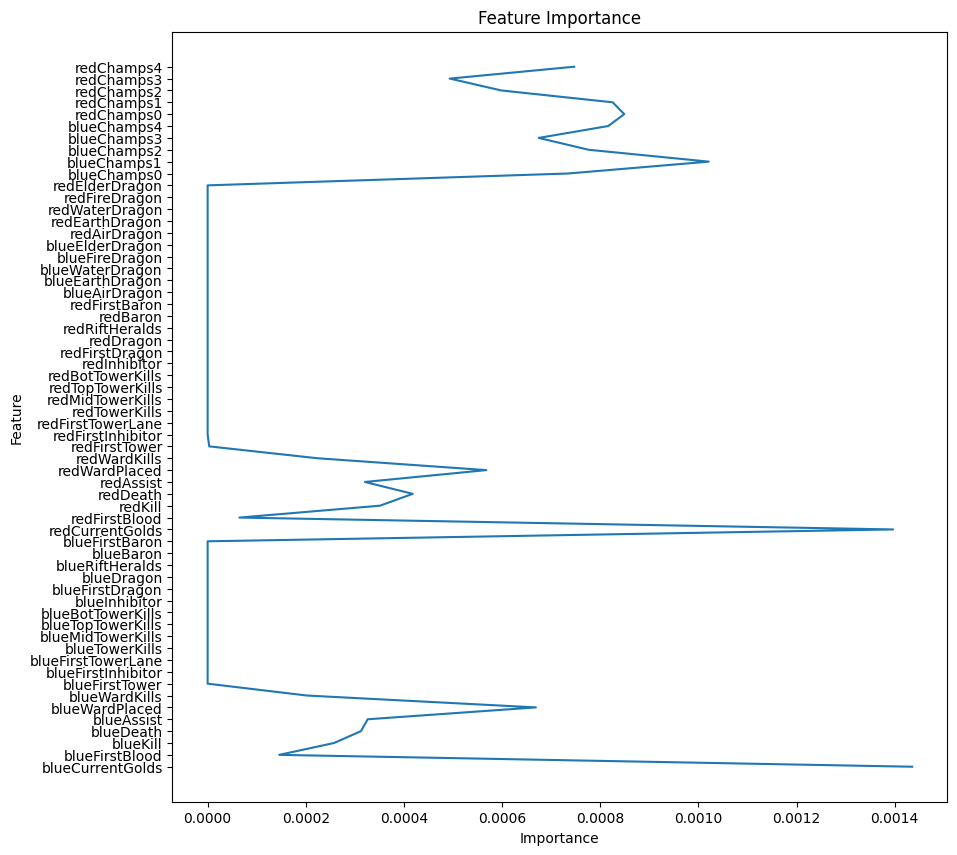 Feature Importance
redChamps4
redChamps3
redChamps2
redChamps1
redChamps0
blueChamps4
blueChamps3
blueChamps2
blueChamps1
blueChamps0
redElderDragon
redFireDragon
redWaterDragon
redEarthDragon
redAirDragon
blueElderDragon
blueFireDragon
blueWaterDragon
blueEarthDragon
blueAirDragon
redFirstBaron
redBaron
redRiftHeralds
redDragon
redFirstDragon
redInhibitor
redBotTowerKills
redTopTowerKills
redMidTowerKills
redTowerKills
redFirstTowerLane
redFirstInhibitor
redFirstTower
redWardKills
redWardPlaced
redAssist
redDeath
redKill
redFirstBlood
redCurrentGolds
blueFirstBaron
blueBaron
blueRiftHeralds
blueDragon
blueFirstDragon
blueInhibitor
blueBotTowerKills
blueTopTowerKills
blueMidTowerKills
blueTowerKills
blueFirstTowerLane
blueFirstInhibitor
blueFirstTower
blueWardKills
blueWardPlaced
blueAssist
blueDeath
blueKill
blueFirstBlood
blueCurrentGolds
Feature
0.0000 0.0002 0.0004 0.0006 0.0008 0.0010 0.0012 0.0014
Importance